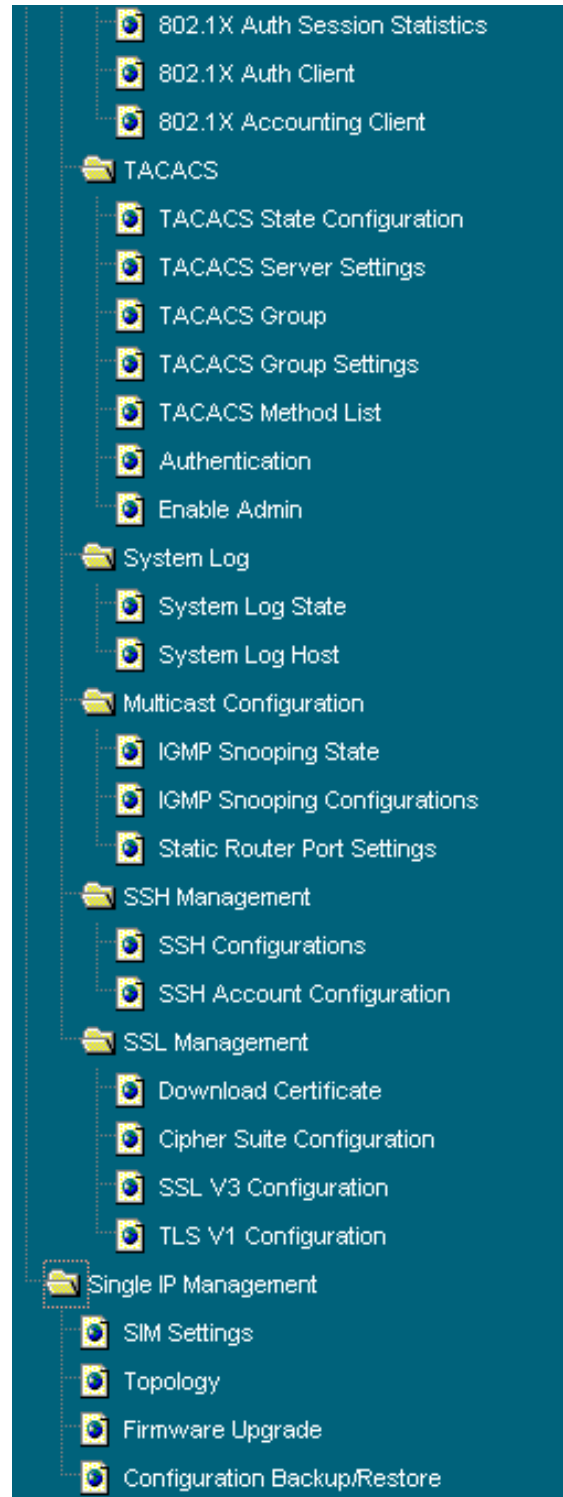 802.1X Auth Session Statistics
802.1X Auth Client
802.1X Accounting Client
TACACS
TACACS State Configuration
TACACS Server Settings
TACACS Group
TACACS Group Settings
TACACS Method List
Authentication
Enable Admin
System Log
System Log State
System Log Host
Multicast Configuration
IGMP Snooping State
IGMP Snooping Configurations
Static Router Port Settings
SSH Management
SSH Configurations
SSH Account Configuration
SSL Management
Download Certificate
Cipher Suite Configuration
SSL V3 Configuration
TLS V1 Configuration
Single IP Management
SIM Settings
Topology
Firmware Upgrade
Configuration Backup/Restore